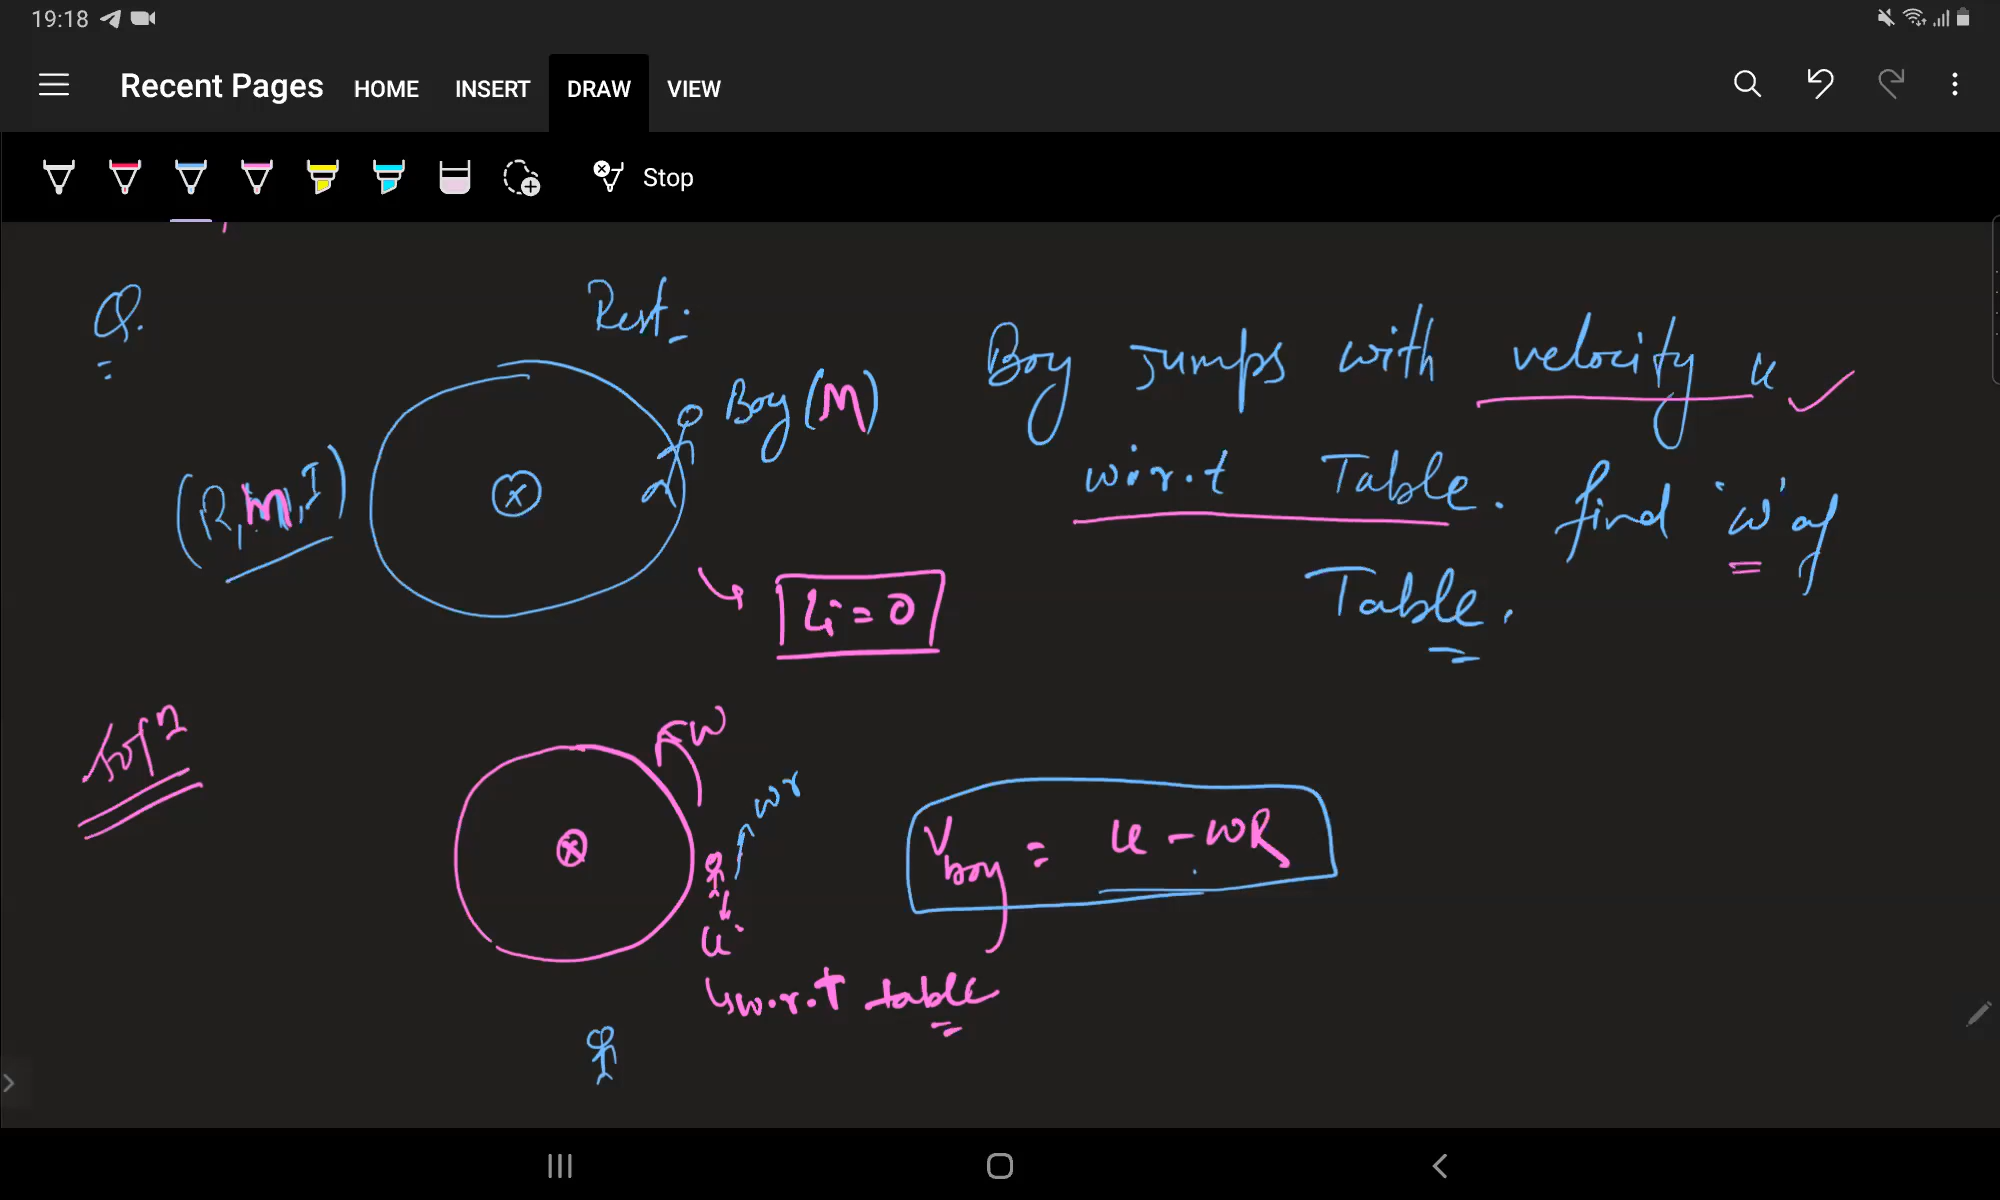 19:18
Recent Pages HOME INSERT DRAW VIEW
Stop
Q.
Rest:
Boy (M)
(R, m, I)
Boy jumps with velocity u
w.r.t Table. find 'ω' of
Table.
Li = 0
Sol^n
ω
ωr
u
w.r.t table
V_boy = u - ωR